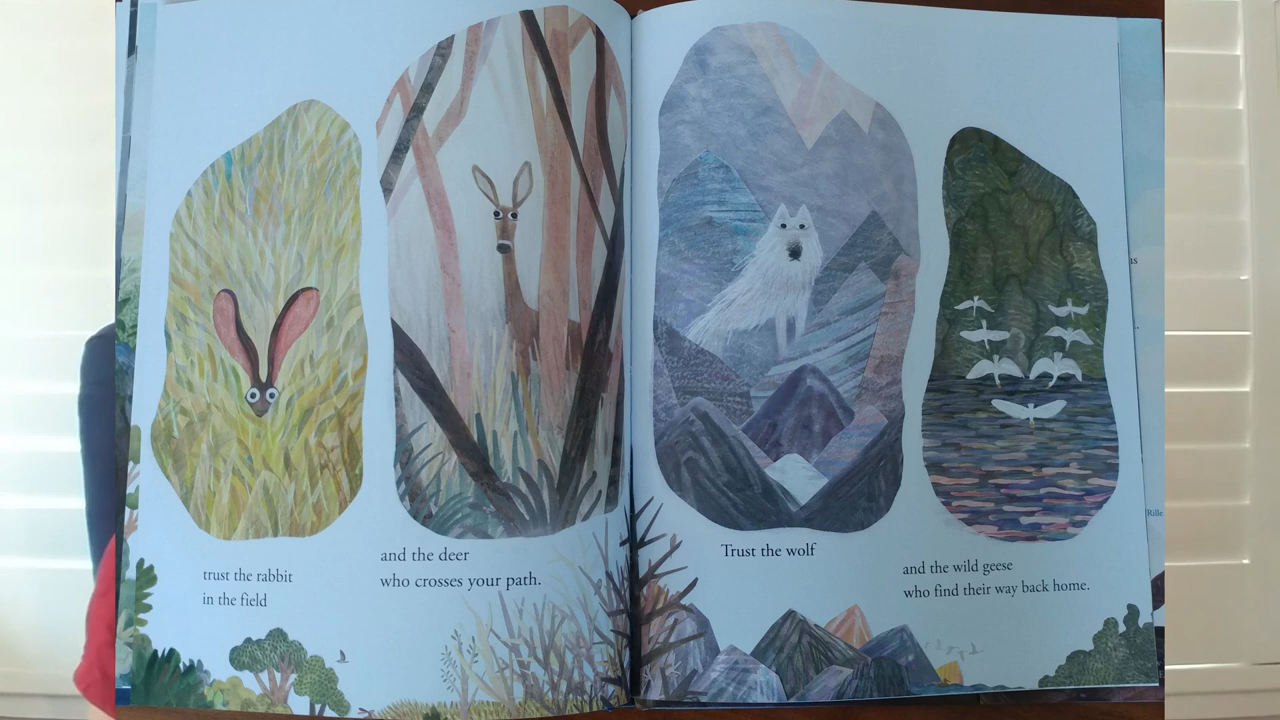 trust the rabbit
in the field
and the deer
who crosses your path.
Trust the wolf
and the wild geese
who find their way back home.